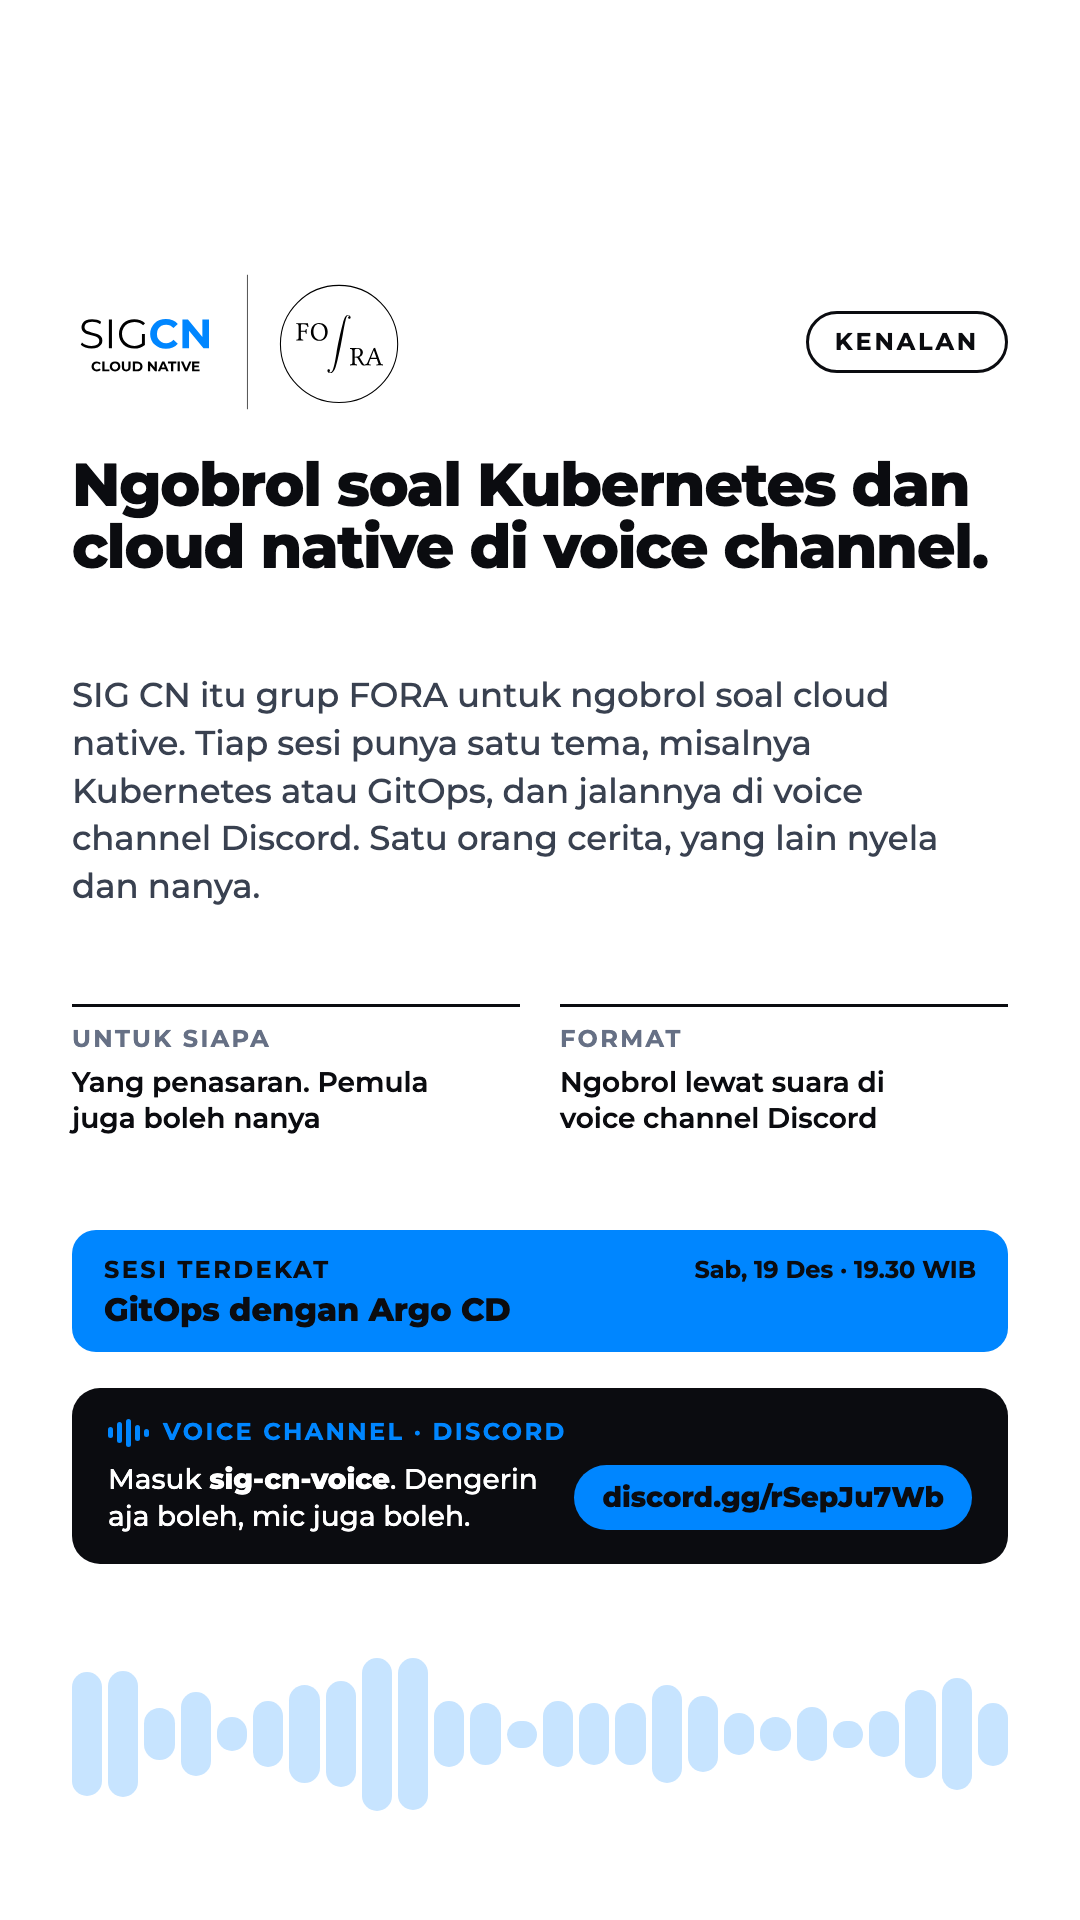 SIGCN
CLOUD NATIVE
FO RA
KENALAN
Ngobrol soal Kubernetes dan
cloud native di voice channel.
SIG CN itu grup FORA untuk ngobrol soal cloud
native. Tiap sesi punya satu tema, misalnya
Kubernetes atau GitOps, dan jalannya di voice
channel Discord. Satu orang cerita, yang lain nyela
dan nanya.
UNTUK SIAPA
Yang penasaran. Pemula
juga boleh nanya
FORMAT
Ngobrol lewat suara di
voice channel Discord
SESI TERDEKAT
Sab, 19 Des · 19.30 WIB
GitOps dengan Argo CD
VOICE CHANNEL · DISCORD
Masuk sig-cn-voice. Dengerin
aja boleh, mic juga boleh.
discord.gg/rSepJu7Wb